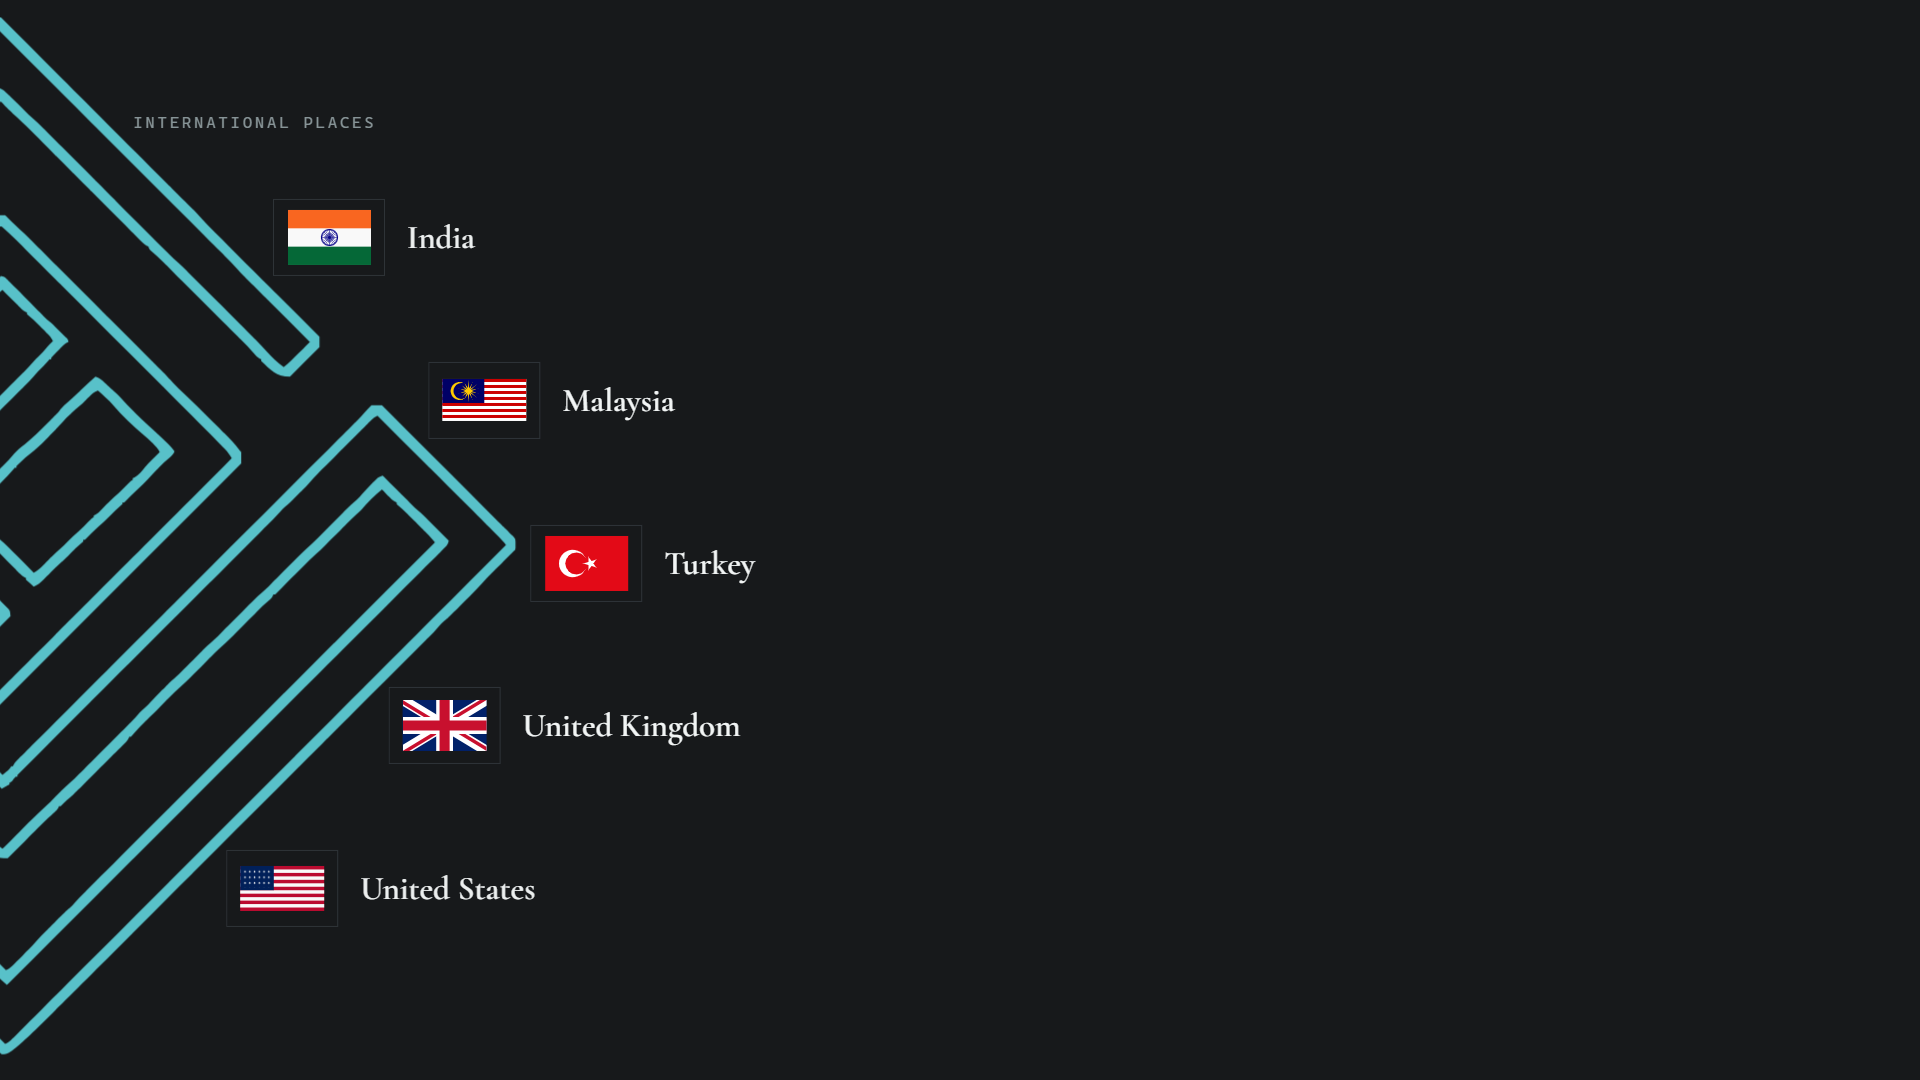 INTERNATIONAL PLACES
India
Malaysia
Turkey
United Kingdom
United States